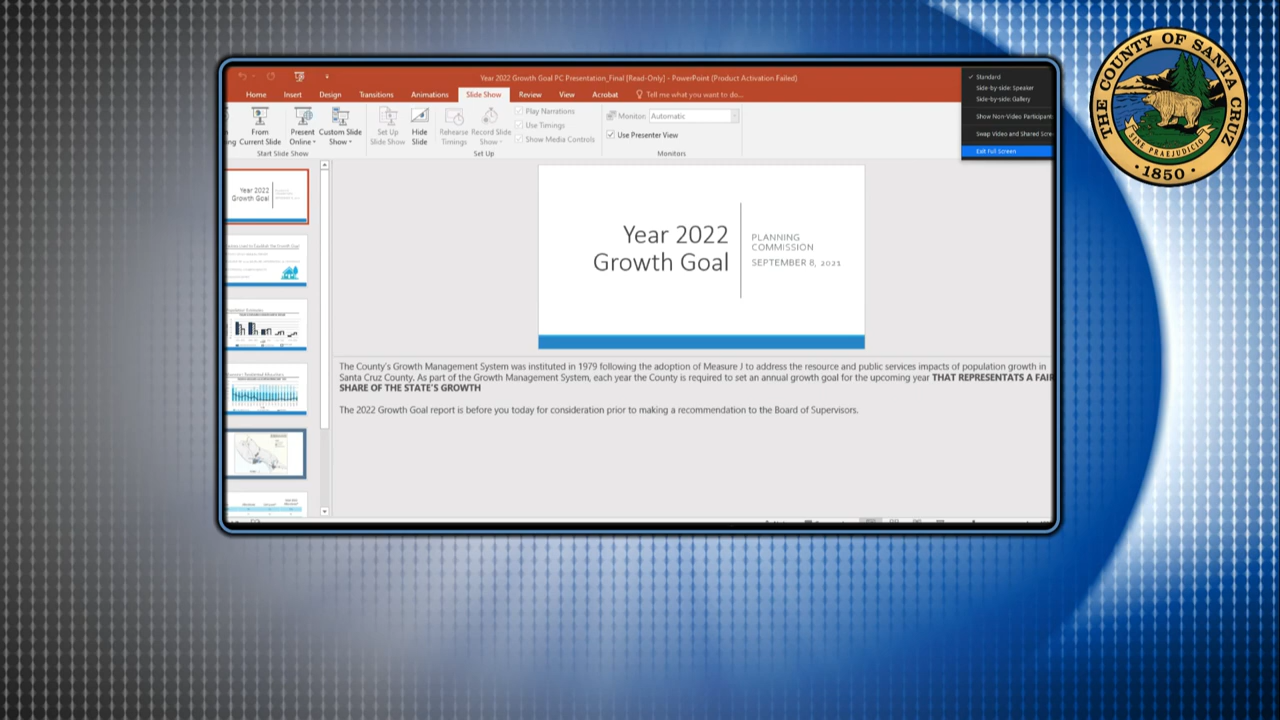 Year 2022 Growth Goal PC Presentation_Final [Read-Only] - PowerPoint (Product Activation Failed)
Home Insert Design Transitions Animations Slide Show Review View Acrobat Tell me what you want to do...
From Current Slide
Present Online
Custom Slide Show
Set Up Slide Show
Hide Slide
Rehearse Timings
Record Slide Show
Play Narrations
Use Timings
Show Media Controls
Monitor: Automatic
Use Presenter View
Start Slide Show
Set Up
Monitors
Standard
Side-by-side: Speaker
Side-by-side: Gallery
Show Non-Video Participant
Swap Video and Shared Scre
Exit Full Screen
THE COUNTY OF SANTA CRUZ
1850
Year 2022
Growth Goal
Year 2022
Growth Goal
PLANNING
COMMISSION
SEPTEMBER 8, 2021
The County's Growth Management System was instituted in 1979 following the adoption of Measure J to address the resource and public services impacts of population growth in
Santa Cruz County. As part of the Growth Management System, each year the County is required to set an annual growth goal for the upcoming year THAT REPRESENTATS A FAIR
SHARE OF THE STATE'S GROWTH
The 2022 Growth Goal report is before you today for consideration prior to making a recommendation to the Board of Supervisors.